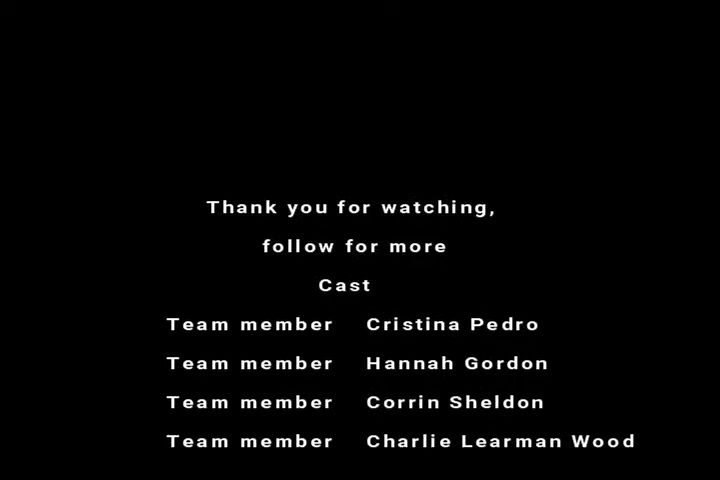 Thank you for watching,
follow for more
Cast
Team member Cristina Pedro
Team member Hannah Gordon
Team member Corrin Sheldon
Team member Charlie Learman Wood